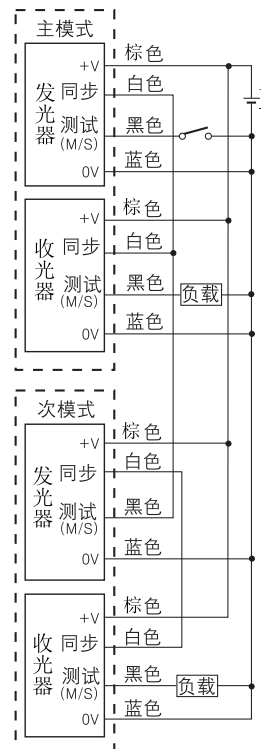 主模式
发光器
+V 棕色
同步 白色
测试 黑色
(M/S)
0V 蓝色
收光器
+V 棕色
同步 白色
测试 黑色 负载
(M/S)
0V 蓝色
次模式
发光器
+V 棕色
同步 白色
测试 黑色
(M/S)
0V 蓝色
收光器
+V 棕色
同步 白色
测试 黑色 负载
(M/S)
0V 蓝色